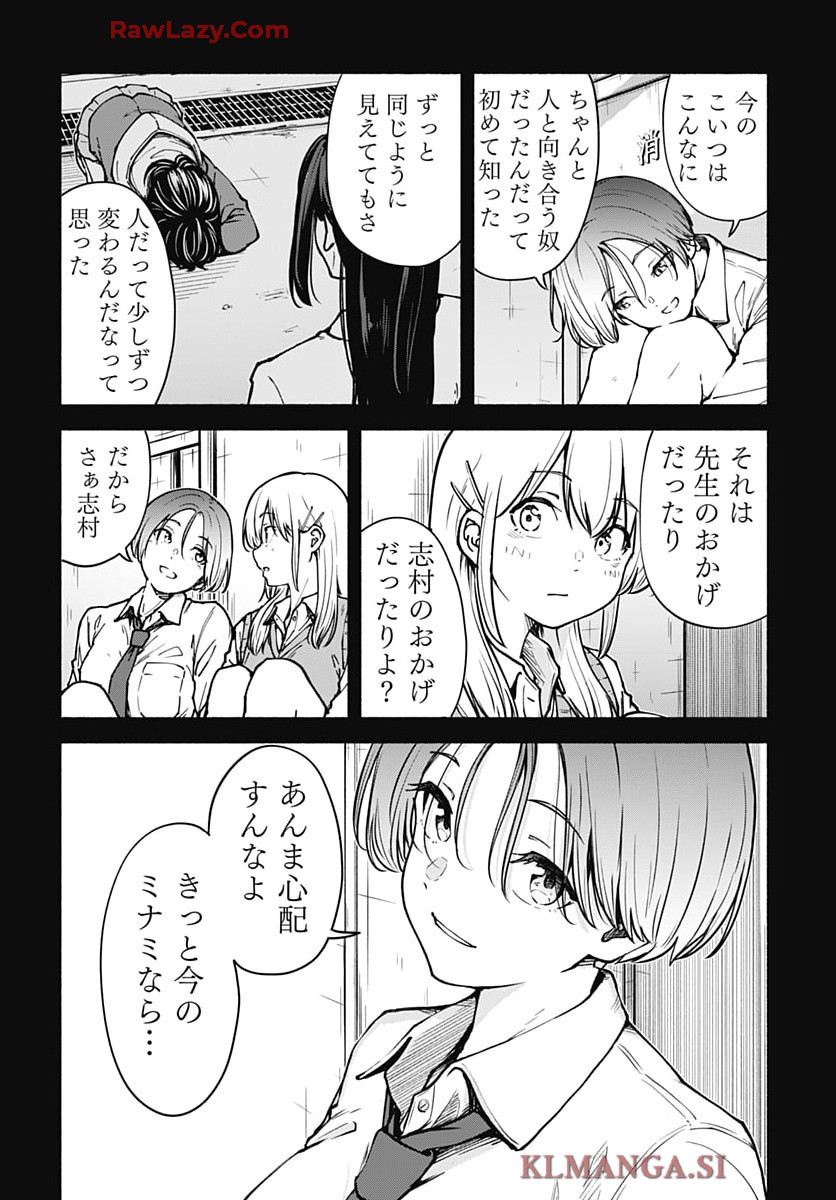 RawLazy.Com
今の
こいつは
こんなに
消
ちゃんと
人と向き合う奴
だったんだって
初めて知った
ずっと
同じように
見えててもさ
人だって少しずつ
変わるんだなって
思った
それは
先生のおかげ
だったり
志村のおかげ
だったりよ？
だから
さぁ志村
あんま心配
すんなよ
きっと今の
ミナミなら…
KLMANGA.SI